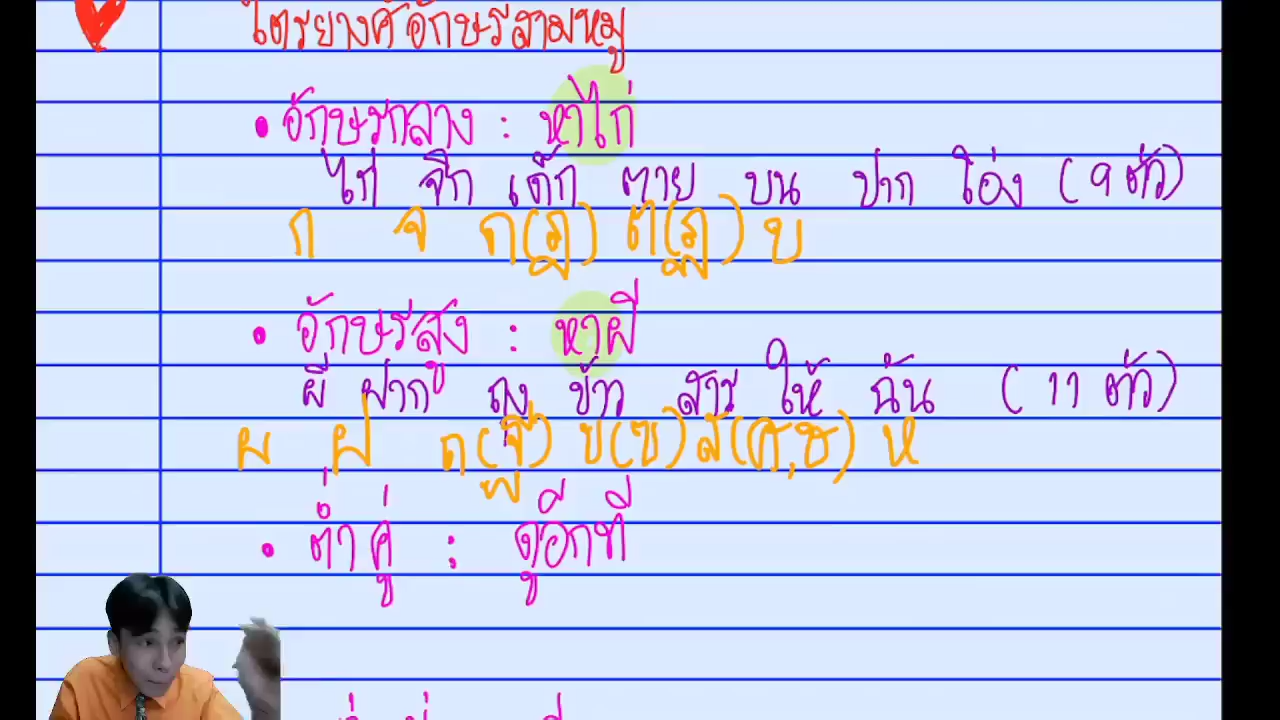 ไตรยางศ์อักษรสามหมู่
• อักษรกลาง : หาไก่
ไก่ จิก เด็ก ตาย บน ปาก โอ่ง (9 ตัว)
ก จ ด(ฎ) ต(ฏ) บ
• อักษรสูง : หาผี
ผี ฝาก ถุง ข้าว สาร ให้ ฉัน (11 ตัว)
ผ ฝ ถ(ฐ) ข(ฃ) ส(ศ,ษ) ห
• ต่ำคู่ : ดูอีกที